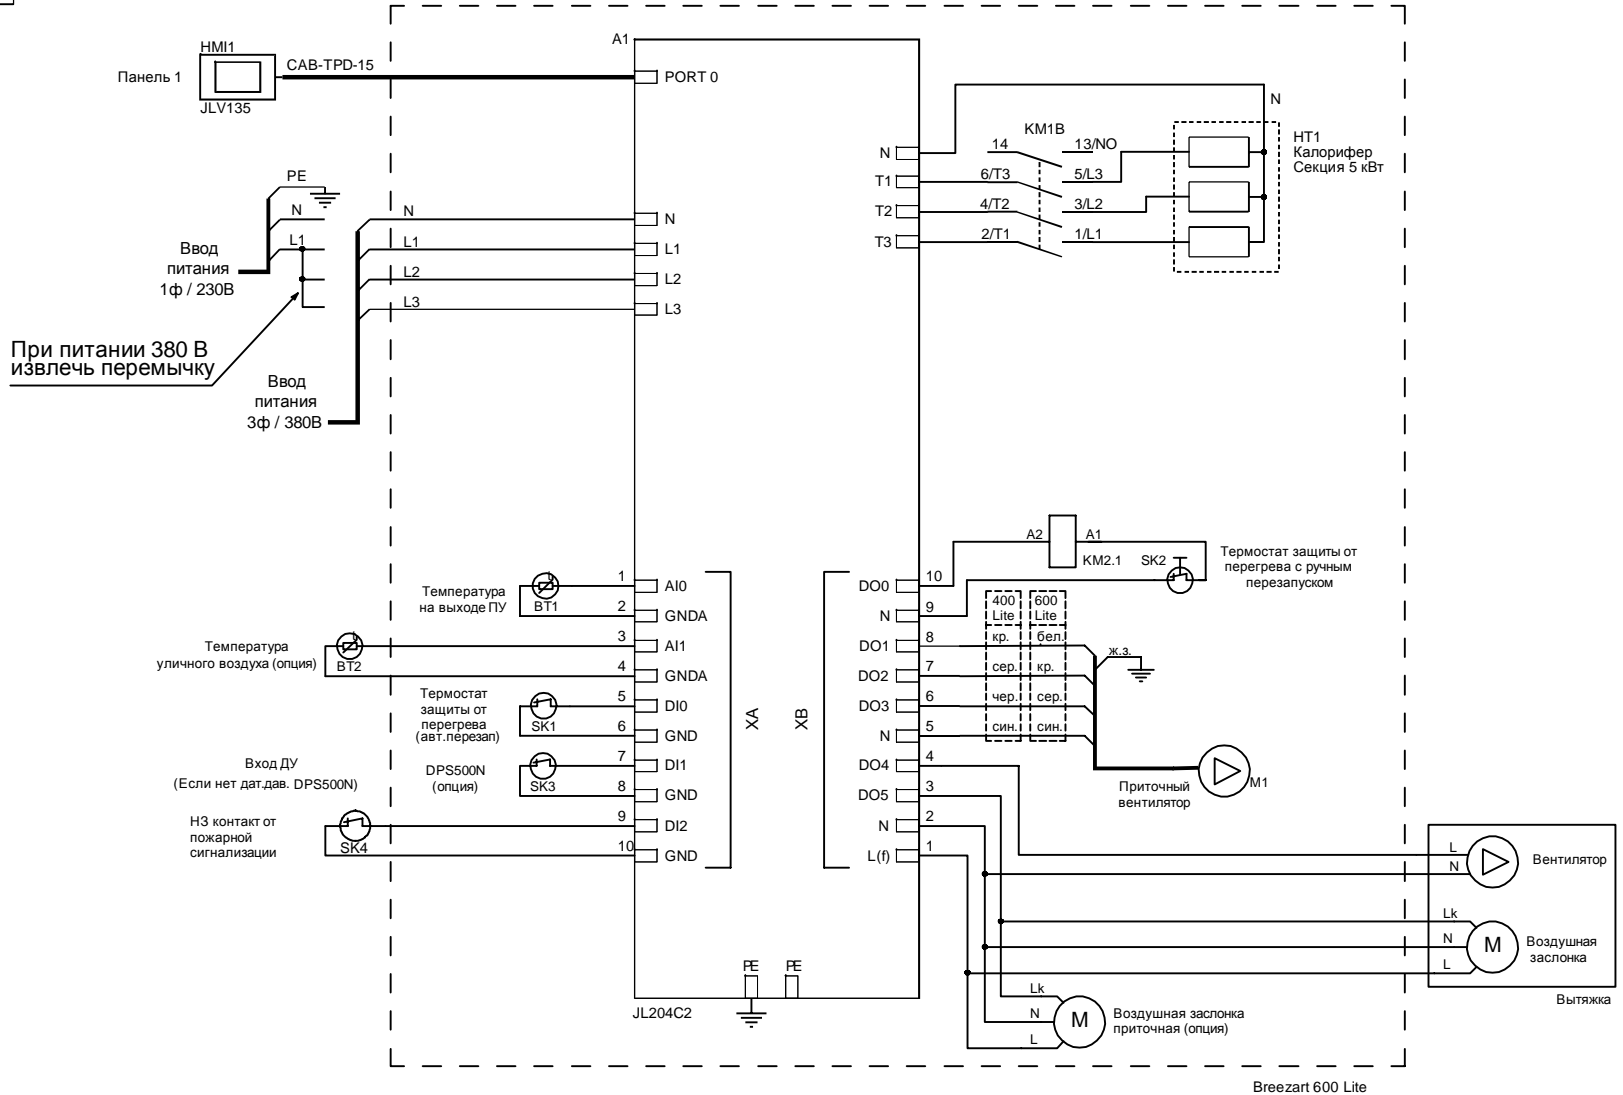 HMI1
Панель 1
CAB-TPD-15
JLV135
A1
PORT 0
PE
N
L1
Ввод
питания
1ф / 230В
При питании 380 В
извлечь перемычку
Ввод
питания
3ф / 380В
N
L1
L2
L3
N
L1
L2
L3
N
T1
T2
T3
KM1B
14
13/NO
6/T3
5/L3
4/T2
3/L2
2/T1
1/L1
N
HT1
Калорифер
Секция 5 кВт
Температура
на выходе ПУ
BT1
Температура
уличного воздуха (опция)
BT2
Термостат
защиты от
перегрева
(авт.перезап)
SK1
Вход ДУ
(Если нет дат.дав. DPS500N)
DPS500N
(опция)
SK3
НЗ контакт от
пожарной
сигнализации
SK4
1
AI0
2
GNDA
3
AI1
4
GNDA
5
DI0
6
GND
7
DI1
8
GND
9
DI2
10
GND
XA
XB
DO0
10
N
9
DO1
8
DO2
7
DO3
6
N
5
DO4
4
DO5
3
N
2
L(f)
1
A2
A1
KM2.1
SK2
Термостат защиты от
перегрева с ручным
перезапуском
400
Lite
кр.
сер.
чер.
син.
600
Lite
бел.
кр.
сер.
син.
ж.з.
Приточный
вентилятор
M1
L
N
Вентилятор
Lk
N
L
M
Воздушная
заслонка
Вытяжка
PE
PE
JL204C2
Lk
N
L
M
Воздушная заслонка
приточная (опция)
Breezart 600 Lite